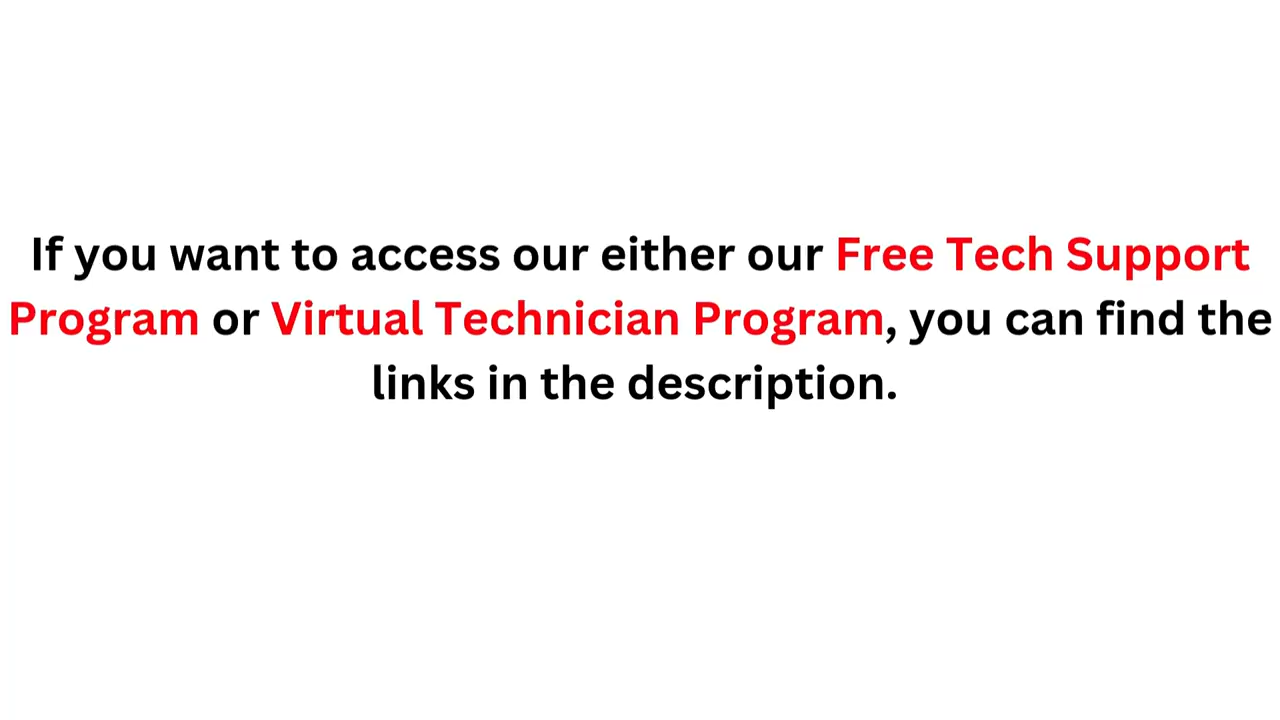 If you want to access our either our Free Tech Support
Program or Virtual Technician Program, you can find the
links in the description.